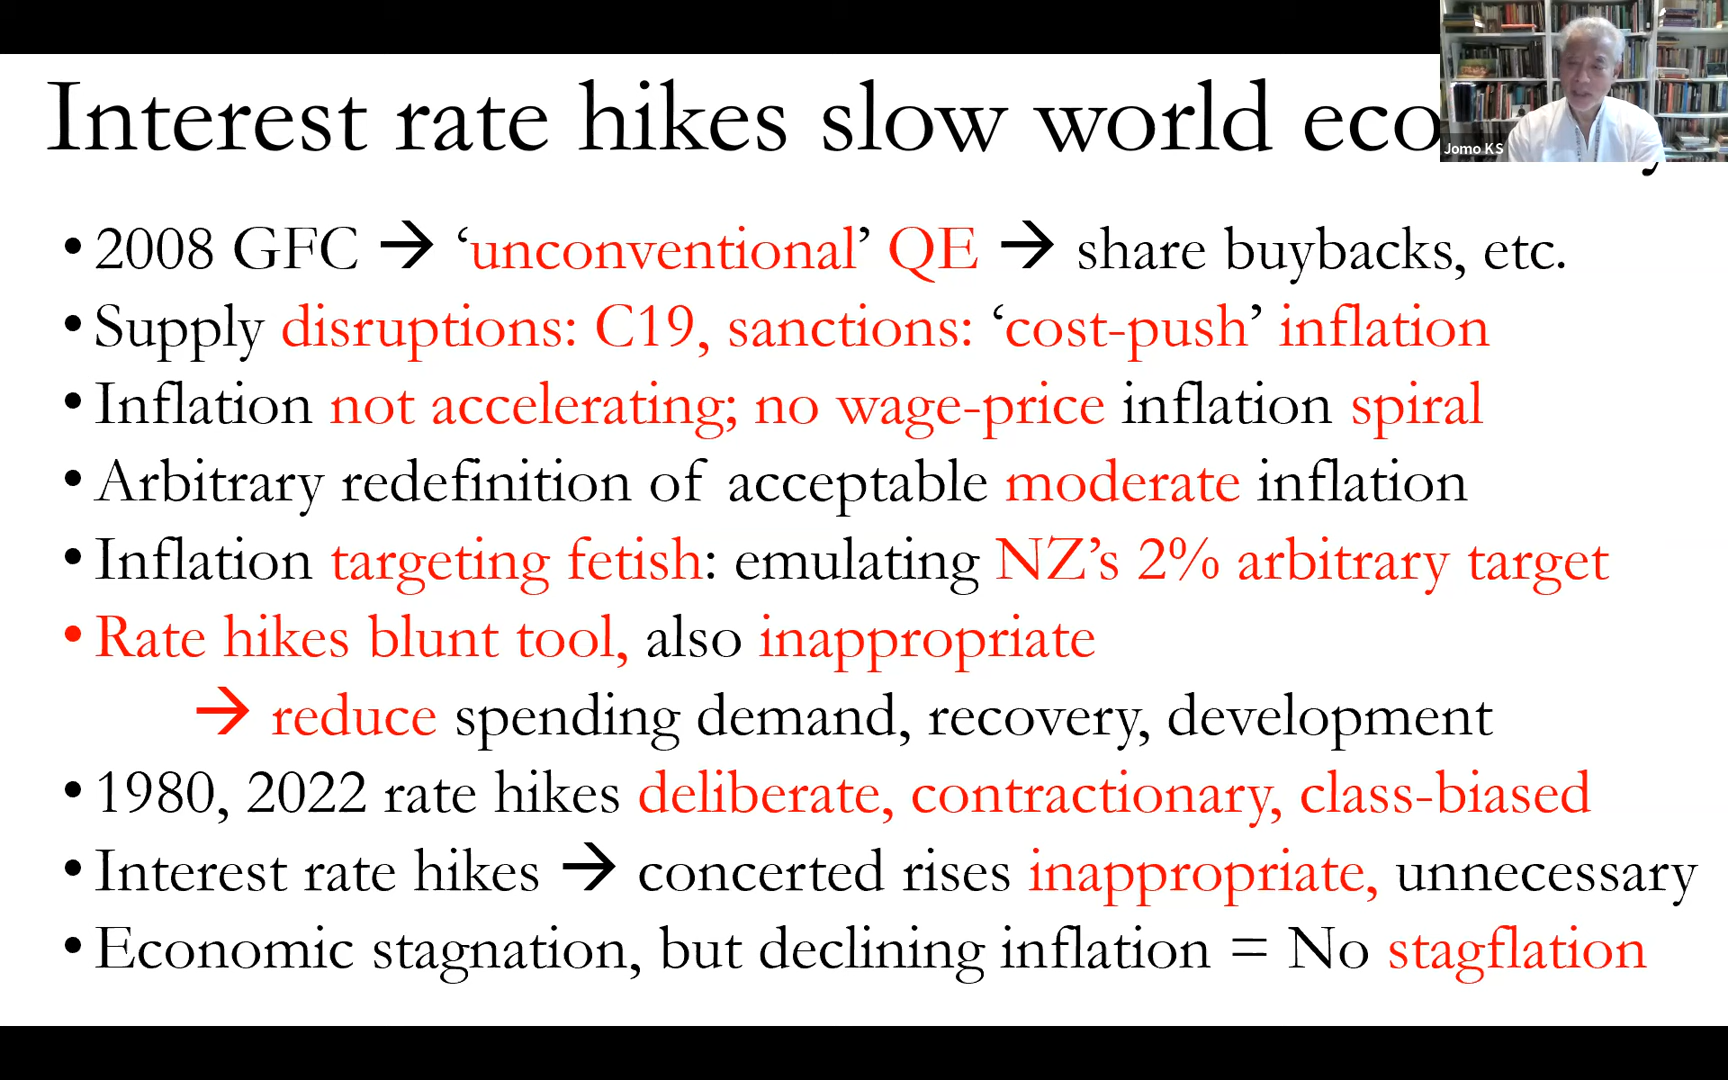 Interest rate hikes slow world eco
Jomo KS
• 2008 GFC → ‘unconventional’ QE → share buybacks, etc.
• Supply disruptions: C19, sanctions: ‘cost-push’ inflation
• Inflation not accelerating; no wage-price inflation spiral
• Arbitrary redefinition of acceptable moderate inflation
• Inflation targeting fetish: emulating NZ’s 2% arbitrary target
• Rate hikes blunt tool, also inappropriate
→ reduce spending demand, recovery, development
• 1980, 2022 rate hikes deliberate, contractionary, class-biased
• Interest rate hikes → concerted rises inappropriate, unnecessary
• Economic stagnation, but declining inflation = No stagflation